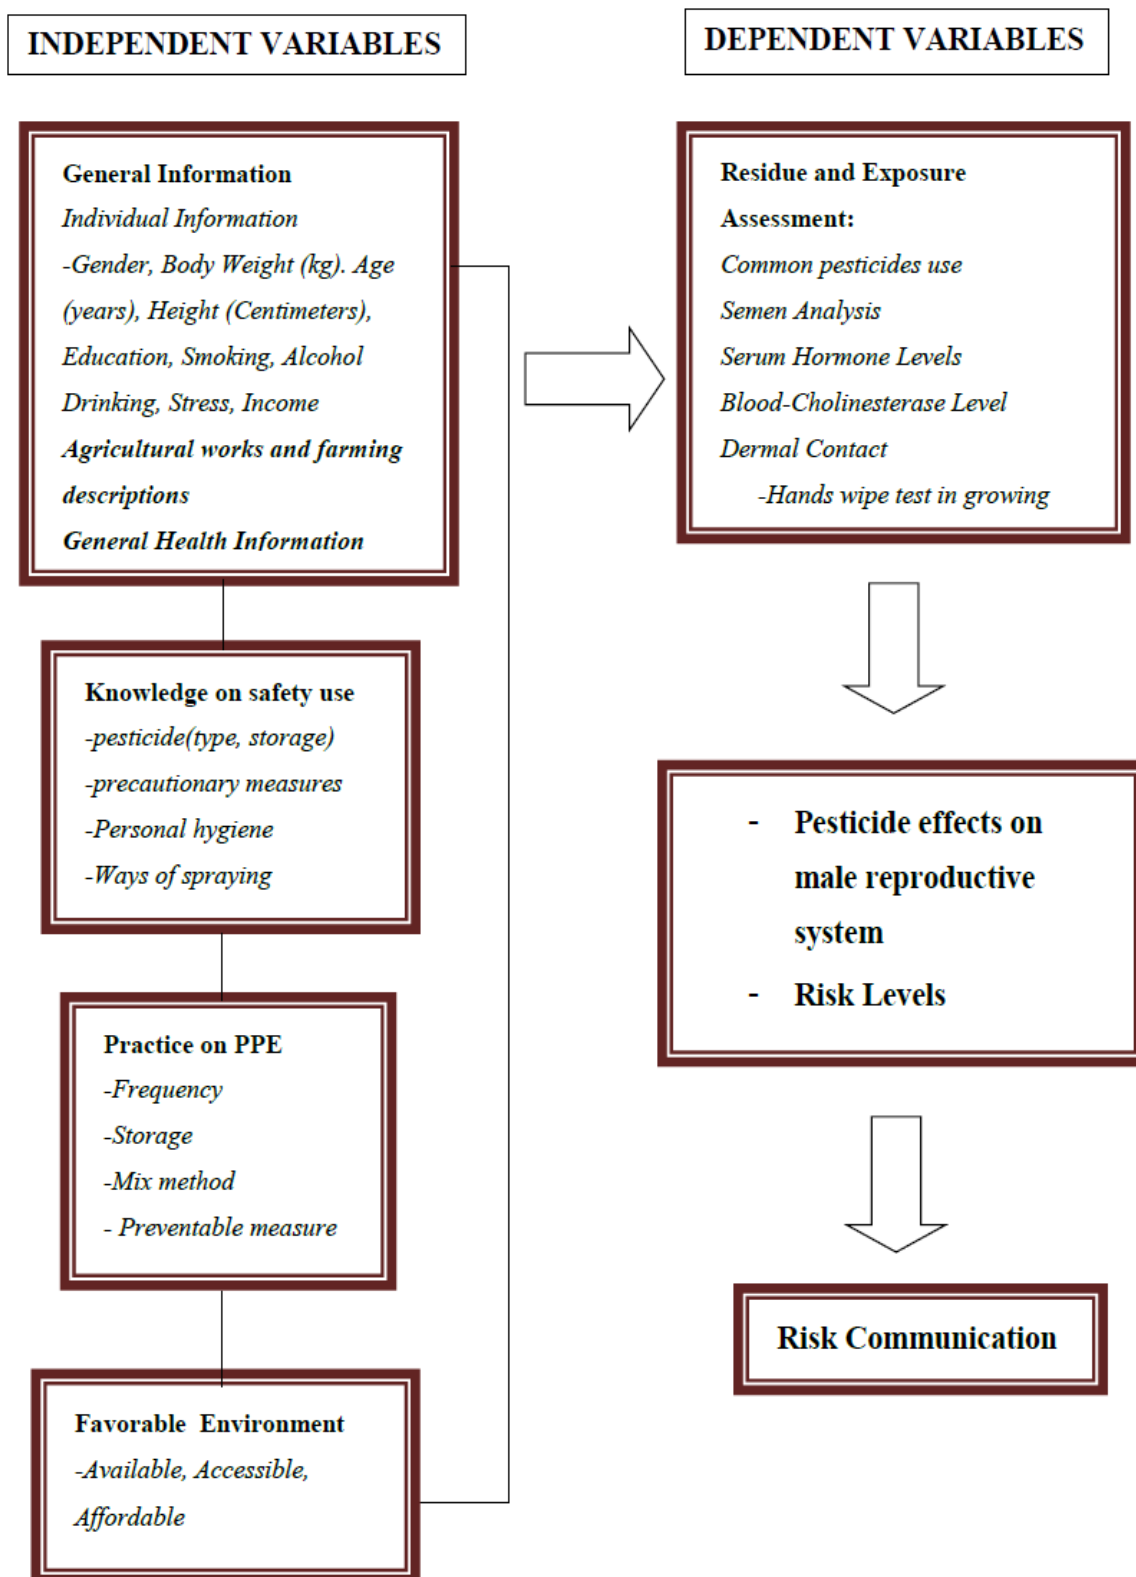 INDEPENDENT VARIABLES
General Information
Individual Information
-Gender, Body Weight (kg). Age
(years), Height (Centimeters),
Education, Smoking, Alcohol
Drinking, Stress, Income
Agricultural works and farming
descriptions
General Health Information
Knowledge on safety use
-pesticide(type, storage)
-precautionary measures
-Personal hygiene
-Ways of spraying
Practice on PPE
-Frequency
-Storage
-Mix method
- Preventable measure
Favorable Environment
-Available, Accessible,
Affordable
DEPENDENT VARIABLES
Residue and Exposure
Assessment:
Common pesticides use
Semen Analysis
Serum Hormone Levels
Blood-Cholinesterase Level
Dermal Contact
-Hands wipe test in growing
- Pesticide effects on
male reproductive
system
- Risk Levels
Risk Communication